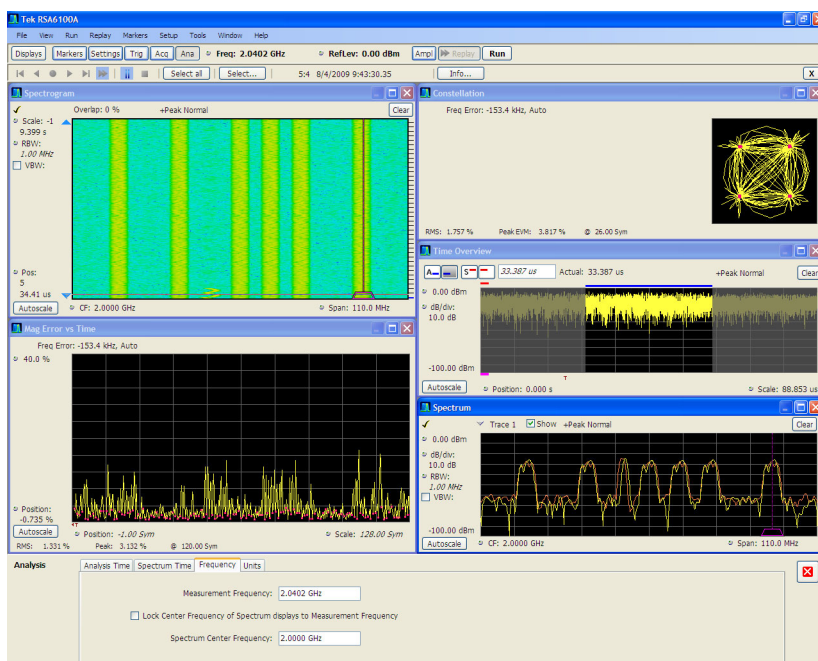 Tek RSA6100A
File View Run Replay Markers Setup Tools Window Help
Displays Markers Settings Trig Acq Ana Freq: 2.0402 GHz RefLev: 0.00 dBm Ampl Replay Run
Select all Select... 5:4 8/4/2009 9:43:30.35 Info... X
Spectrogram
Overlap: 0 % +Peak Normal Clear
Scale: -1
9.399 s
RBW:
1.00 MHz
VBW:
Pos:
5
34.41 us
Autoscale CF: 2.0000 GHz Span: 110.0 MHz
Constellation
Freq Error: -153.4 kHz, Auto
RMS: 1.757 % Peak EVM: 3.817 % @ 26.00 Sym
Time Overview
A S 33.387 us Actual: 33.387 us +Peak Normal Clear
0.00 dBm
dB/div:
10.0 dB
-100.00 dBm
T
Autoscale Position: 0.000 s Scale: 88.853 us
Mag Error vs Time
Freq Error: -153.4 kHz, Auto
40.0 %
Position:
-0.735 %
T
Autoscale Position: -1.00 Sym Scale: 128.00 Sym
RMS: 1.331 % Peak: 3.132 % @ 120.00 Sym
Spectrum
Trace 1 Show +Peak Normal Clear
0.00 dBm
dB/div:
10.0 dB
RBW:
1.00 MHz
VBW:
-100.00 dBm
Autoscale CF: 2.0000 GHz Span: 110.0 MHz
Analysis Analysis Time Spectrum Time Frequency Units
Measurement Frequency: 2.0402 GHz
Lock Center Frequency of Spectrum displays to Measurement Frequency
Spectrum Center Frequency: 2.0000 GHz